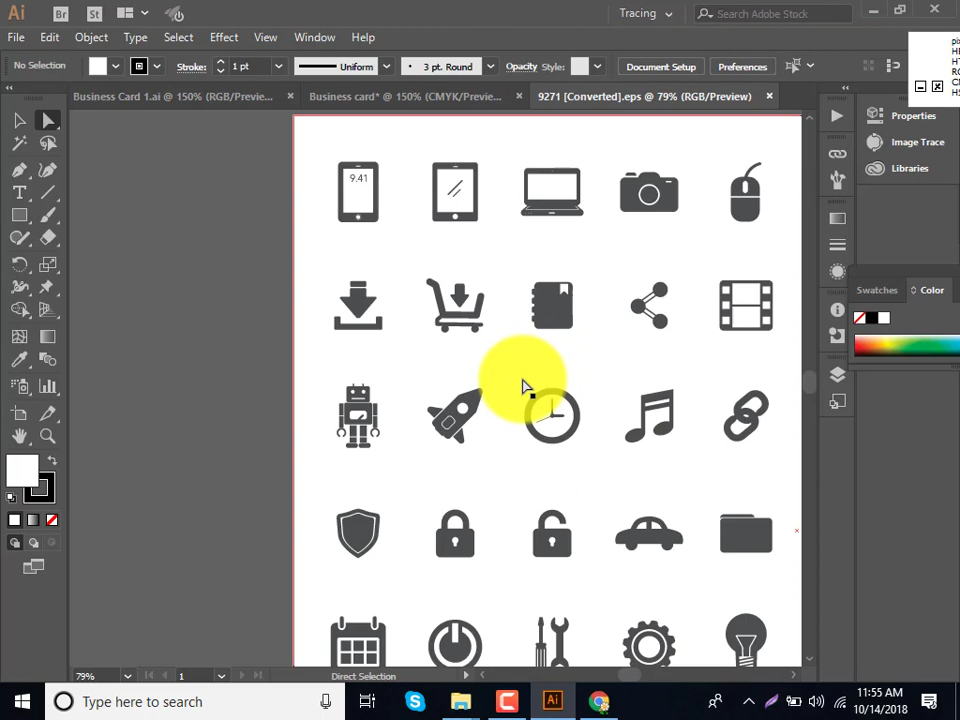 Ai Br St Tracing Search Adobe Stock
File Edit Object Type Select Effect View Window Help
No Selection Stroke: 1 pt Uniform 3 pt. Round Opacity Style: Document Setup Preferences
Business Card 1.ai @ 150% (RGB/Previe... Business card* @ 150% (CMYK/Previe... 9271 [Converted].eps @ 79% (RGB/Preview)
Properties
Image Trace
Libraries
9.41
Swatches Color
79% 1 Direct Selection
Type here to search
Ai
11:55 AM
10/14/2018